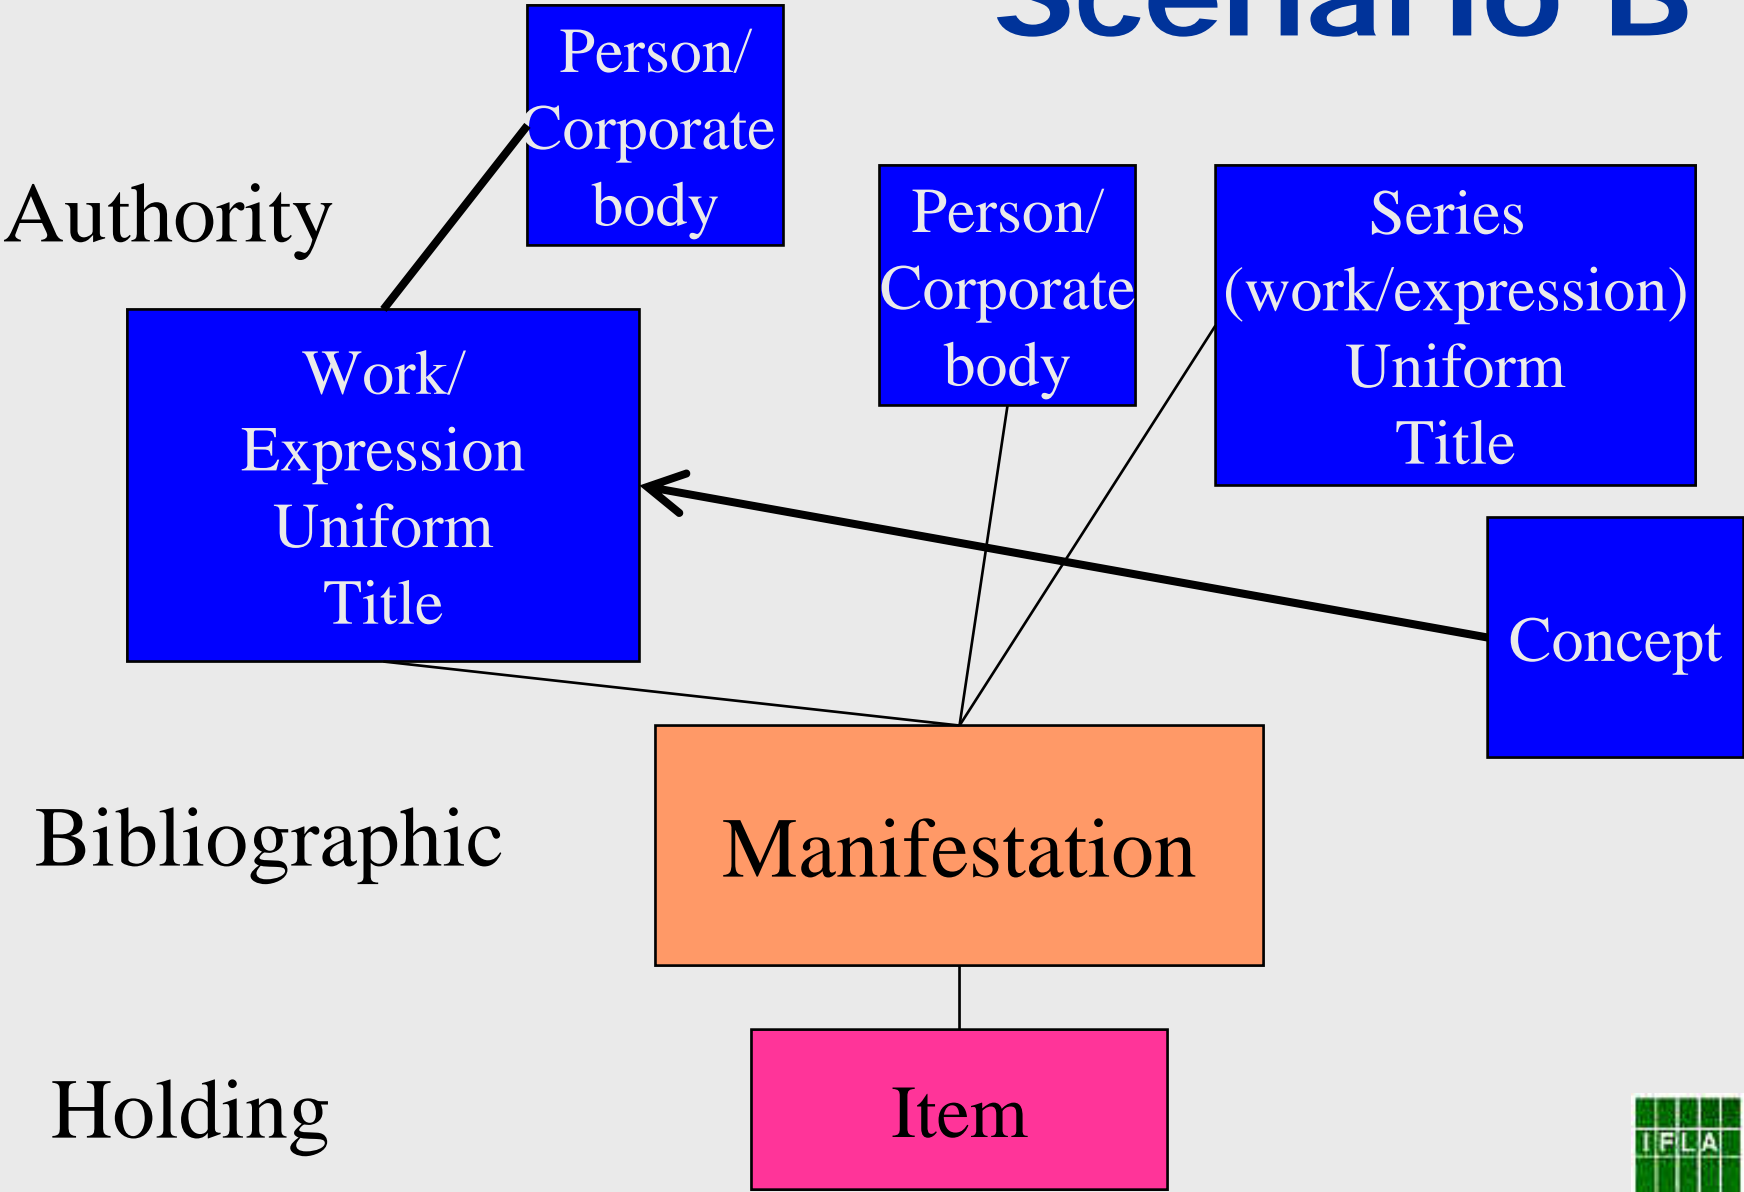 Scenario B
Person/
Corporate
body
Authority
Person/
Corporate
body
Series
(work/expression)
Uniform
Title
Work/
Expression
Uniform
Title
Concept
Bibliographic
Manifestation
Holding
Item
IFLA